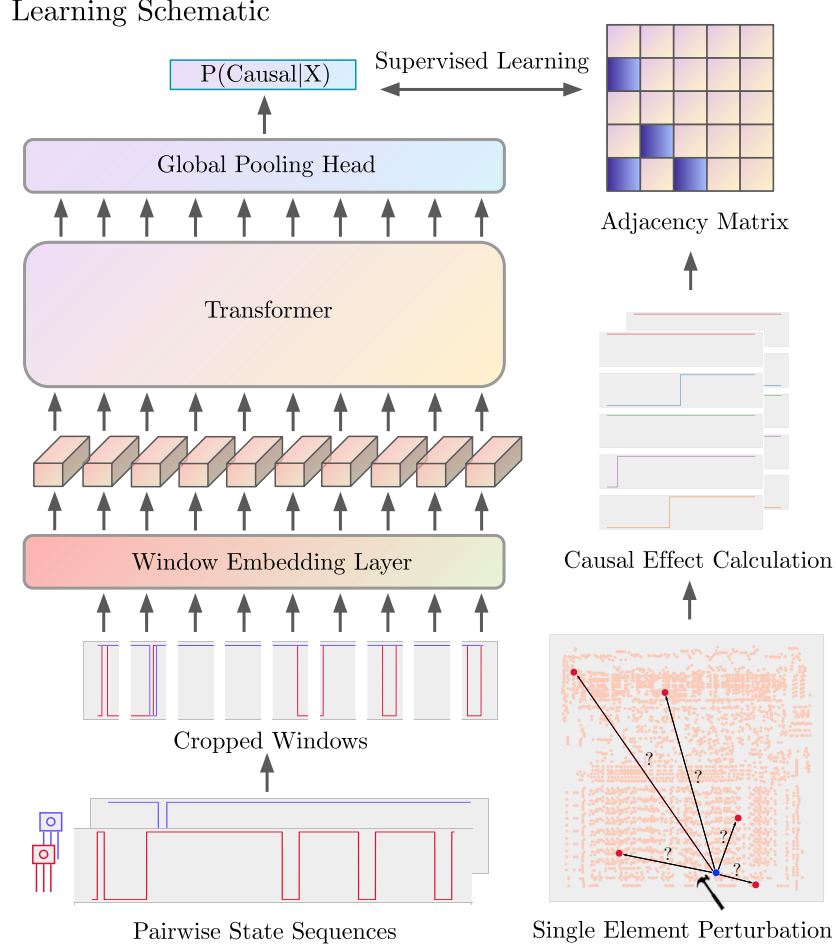 Learning Schematic
P(Causal|X)
Supervised Learning
Global Pooling Head
Adjacency Matrix
Transformer
Causal Effect Calculation
Window Embedding Layer
Cropped Windows
?
?
?
?
?
Pairwise State Sequences
Single Element Perturbation